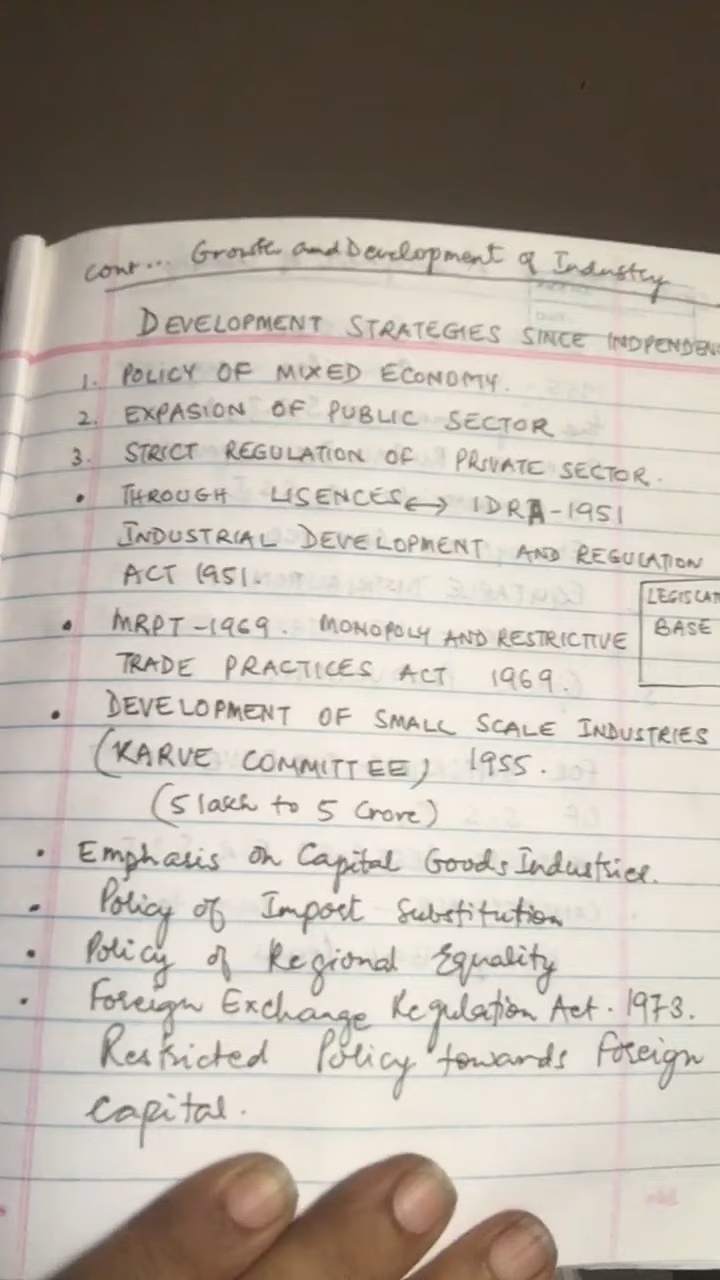 cont... Growth and Development of Industry
DEVELOPMENT STRATEGIES SINCE INDPENDENC
1. POLICY OF MIXED ECONOMY.
2. EXPASION OF PUBLIC SECTOR
3. STRICT REGULATION OF PRIVATE SECTOR.
• THROUGH LISENCES ↔ IDRA-1951
INDUSTRIAL DEVELOPMENT AND REGULATION
ACT 1951.
LEGISLAT
BASE
• MRPT-1969. MONOPOLY AND RESTRICTIVE
TRADE PRACTICES ACT 1969.
• DEVELOPMENT OF SMALL SCALE INDUSTRIES
(KARVE COMMITTEE) 1955.
(5 lakh to 5 Crore)
• Emphasis on Capital Goods Industries.
• Policy of Import Substitution
• Policy of Regional Equality
• Foreign Exchange Regulation Act. 1973.
Restricted Policy towards foreign
capital.